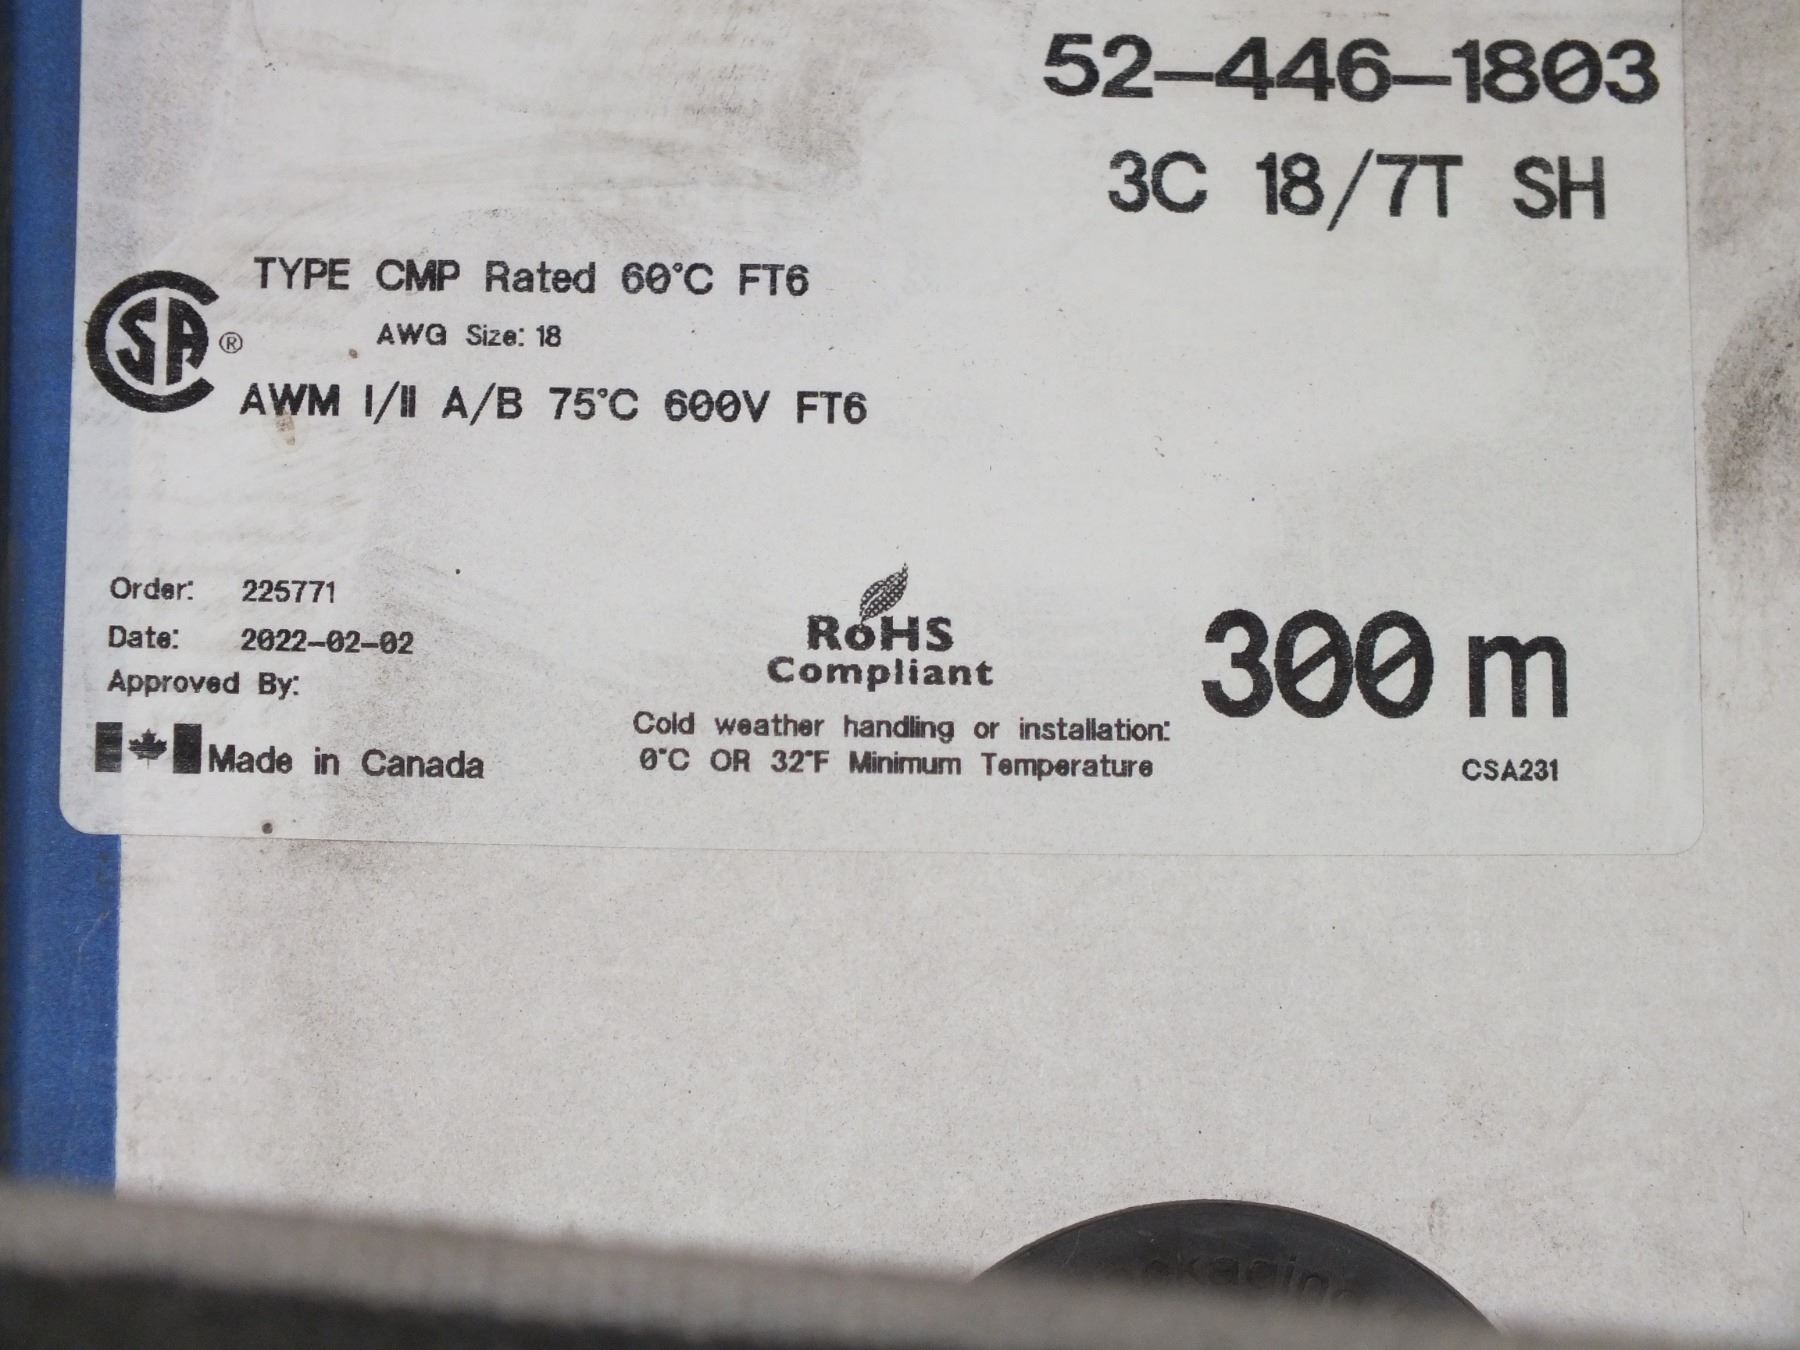 52-446-1803
3C 18/7T SH
TYPE CMP Rated 60°C FT6
CSA ®
AWG Size: 18
AWM I/II A/B 75°C 600V FT6
Order: 225771
Date: 2022-02-02
Approved By:
Made in Canada
RoHS
Compliant
Cold weather handling or installation:
0°C OR 32°F Minimum Temperature
300 m
CSA231